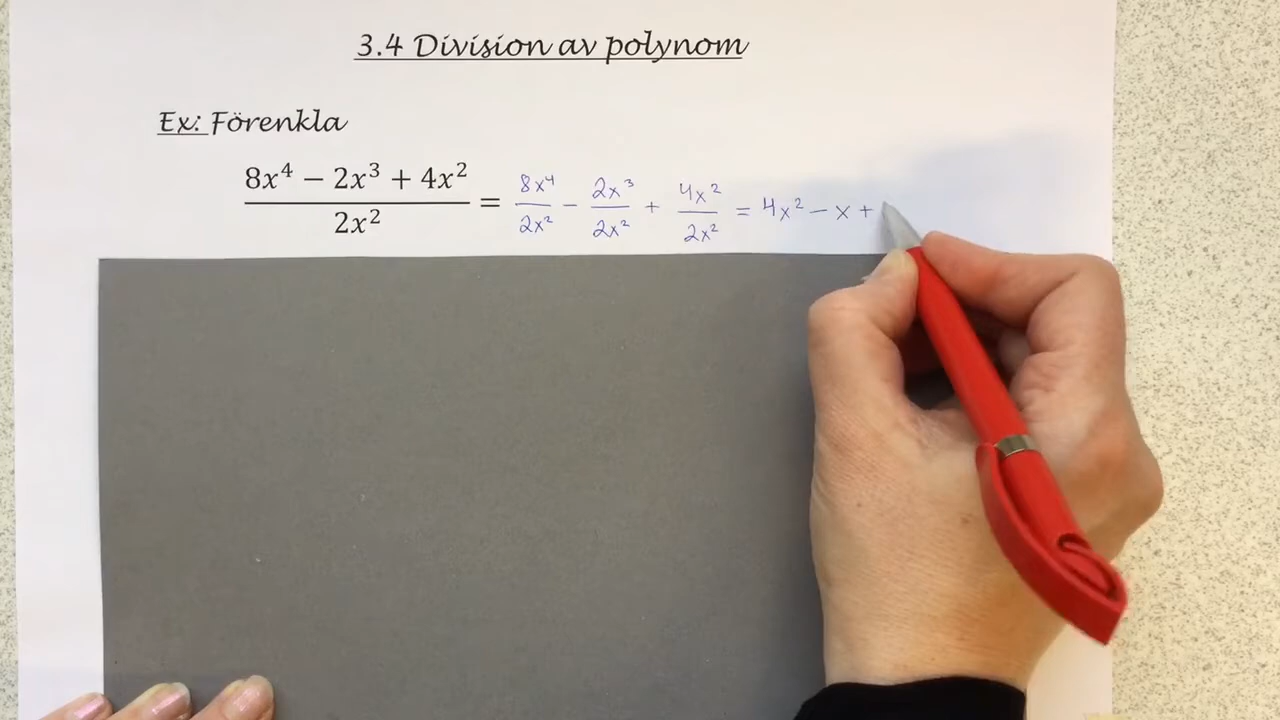 3.4 Division av polynom
Ex: Förenkla
(8x⁴ − 2x³ + 4x²)/(2x²) = 8x⁴/2x² − 2x³/2x² + 4x²/2x² = 4x² − x +